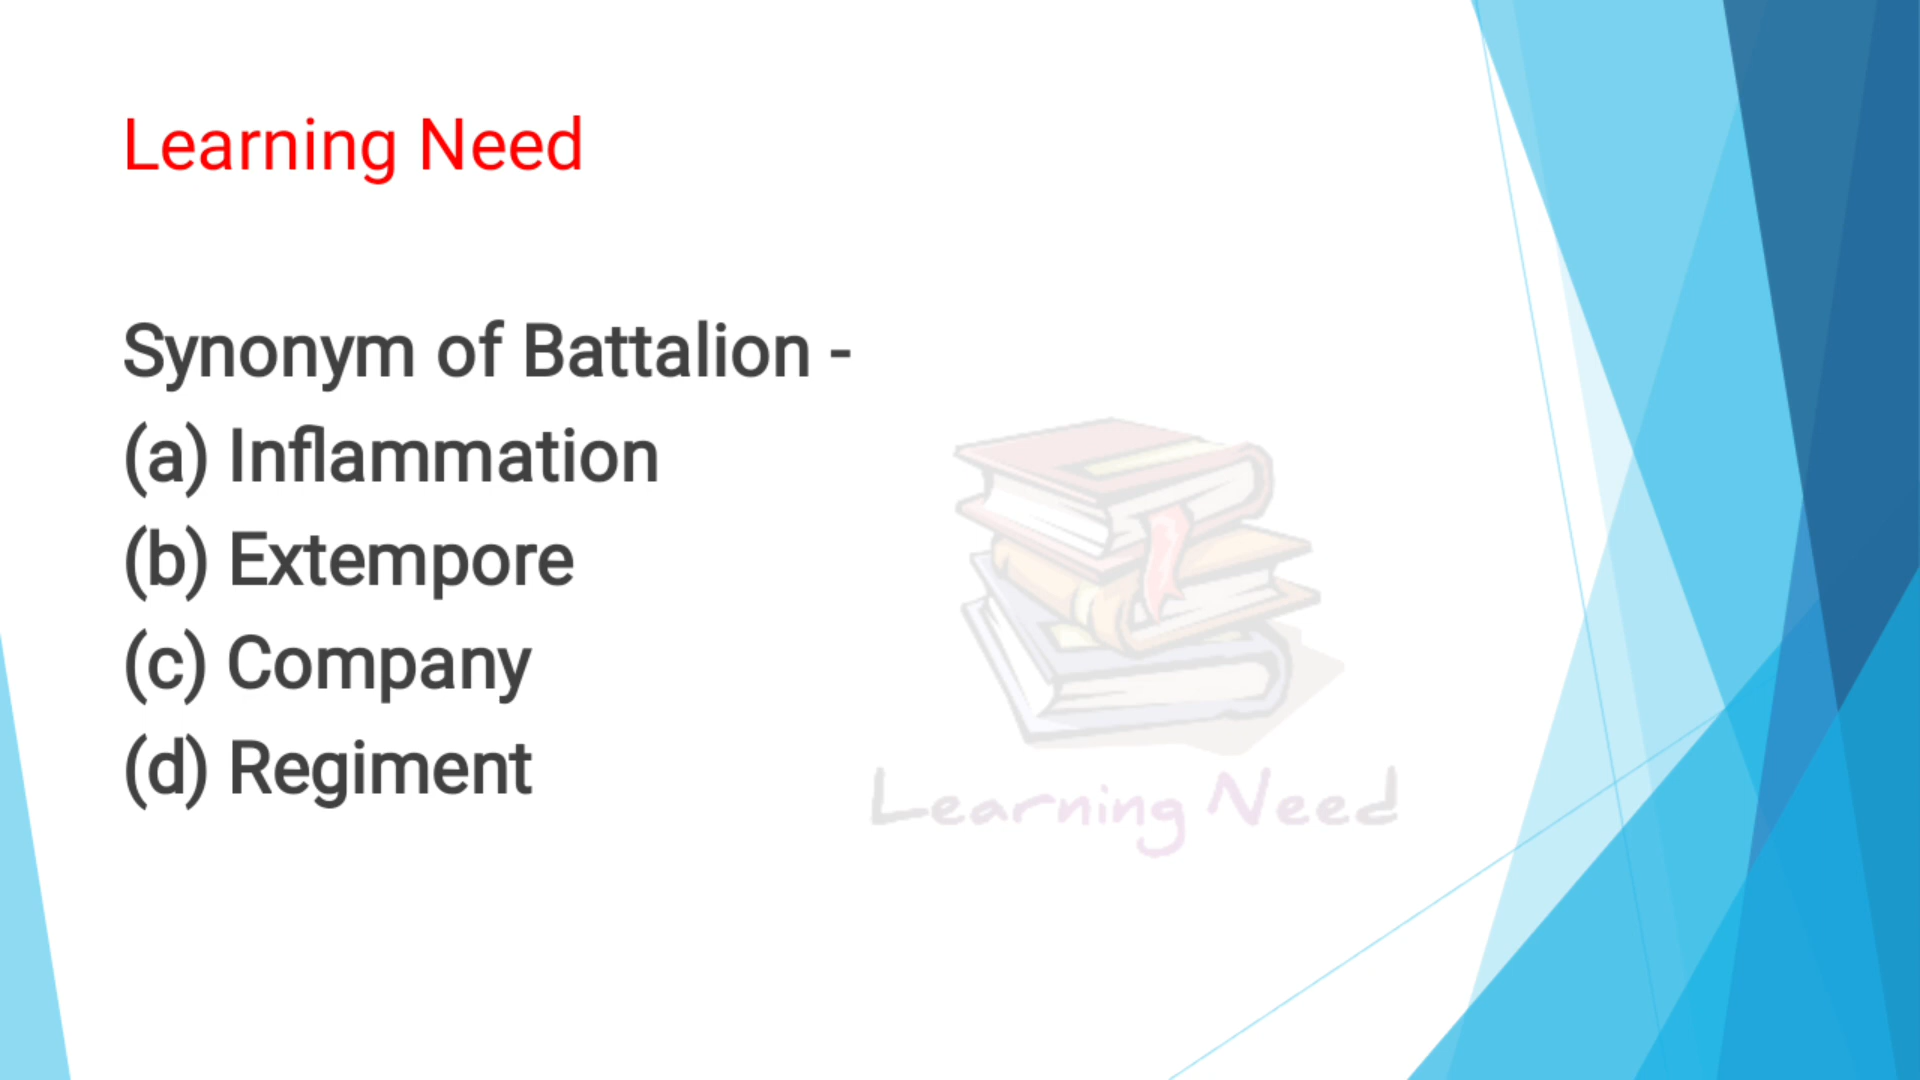 Learning Need
Synonym of Battalion -
(a) Inflammation
(b) Extempore
(c) Company
(d) Regiment
Learning Need